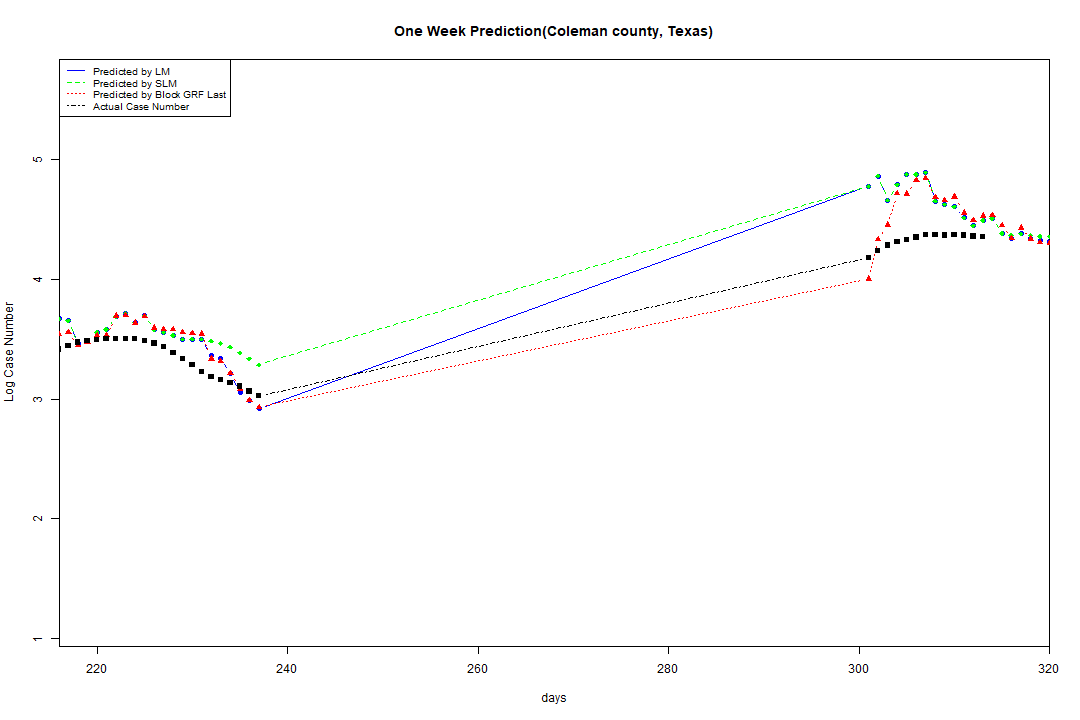 One Week Prediction(Coleman county, Texas)
Predicted by LM
Predicted by SLM
Predicted by Block GRF Last
Actual Case Number
5
4
3
2
1
Log Case Number
220 240 260 280 300 320
days